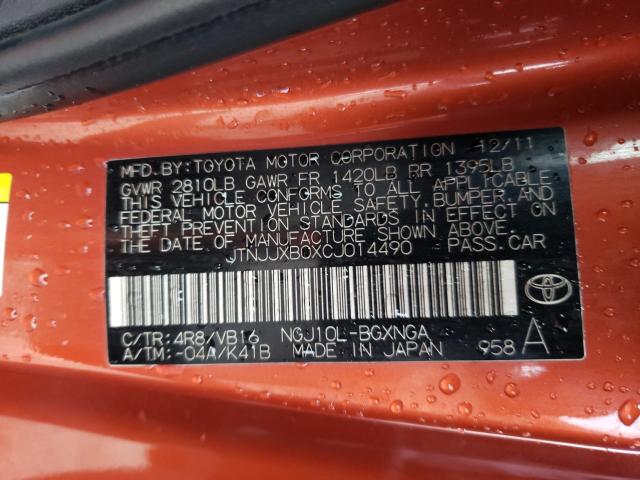 MFD. BY: TOYOTA MOTOR CORPORATION 12/11
GVWR 2810LB GAWR FR 1420LB RR 1395LB
THIS VEHICLE CONFORMS TO ALL APPLICABLE
FEDERAL MOTOR VEHICLE SAFETY, BUMPER, AND
THEFT PREVENTION STANDARDS IN EFFECT ON
THE DATE OF MANUFACTURE SHOWN ABOVE.
JTNJJXB0XCJ014490 PASS. CAR
C/TR: 4R8/VB16 NGJ10L-BGXNGA
A/TM: -04A/K41B MADE IN JAPAN 958 A